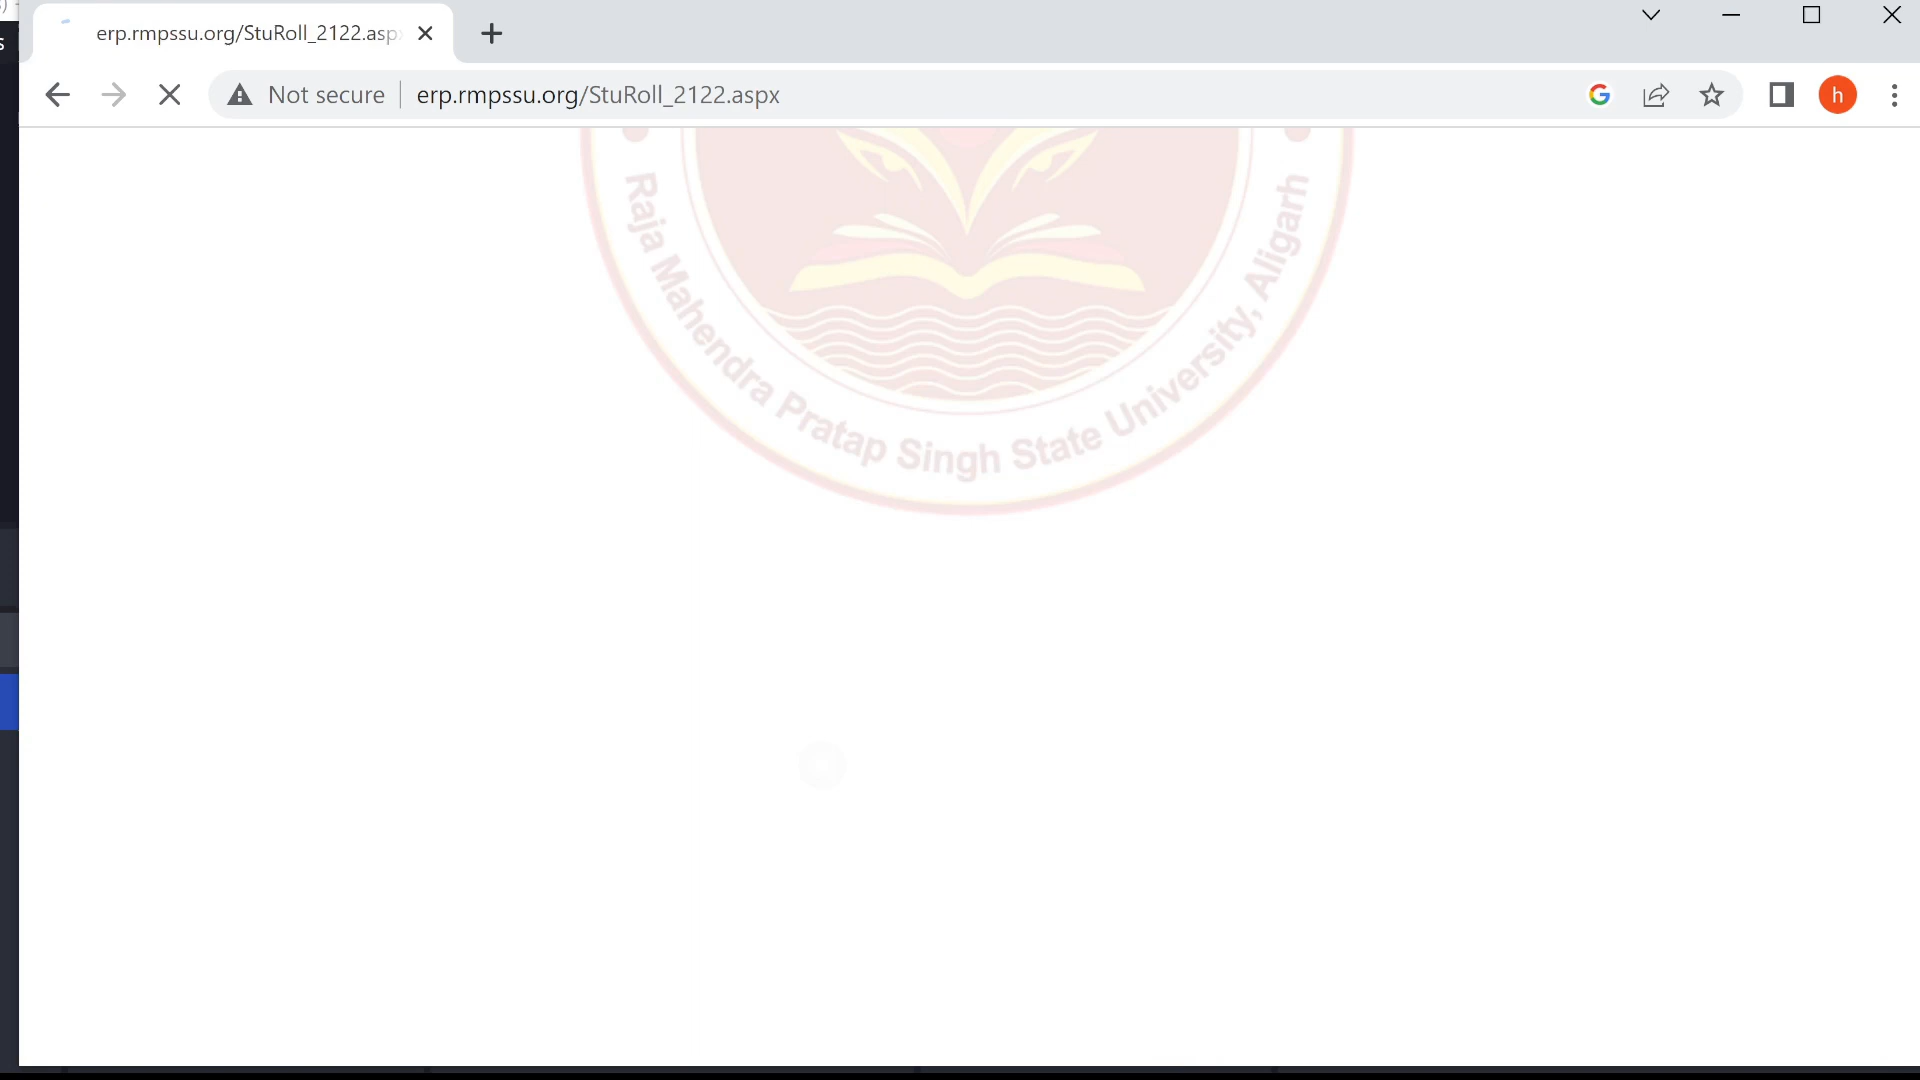 erp.rmpssu.org/StuRoll_2122.asp
Not secure
erp.rmpssu.org/StuRoll_2122.aspx
h
Raja Mahendra Pratap Singh State University, Aligarh